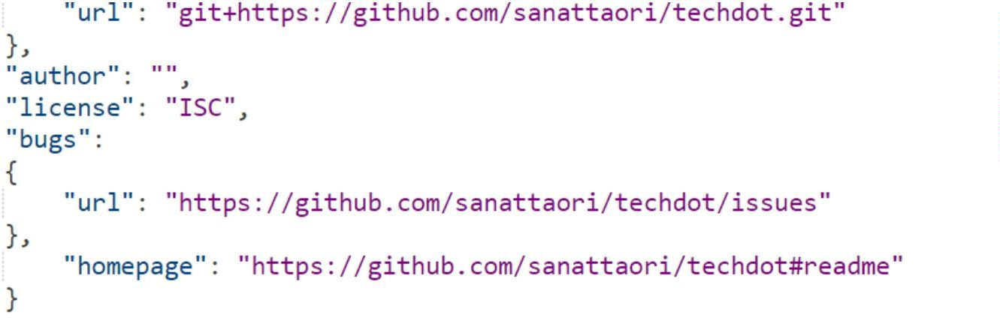 "url": "git+https://github.com/sanattaori/techdot.git"
},
"author": "",
"license": "ISC",
"bugs":
{
"url": "https://github.com/sanattaori/techdot/issues"
},
"homepage": "https://github.com/sanattaori/techdot#readme"
}